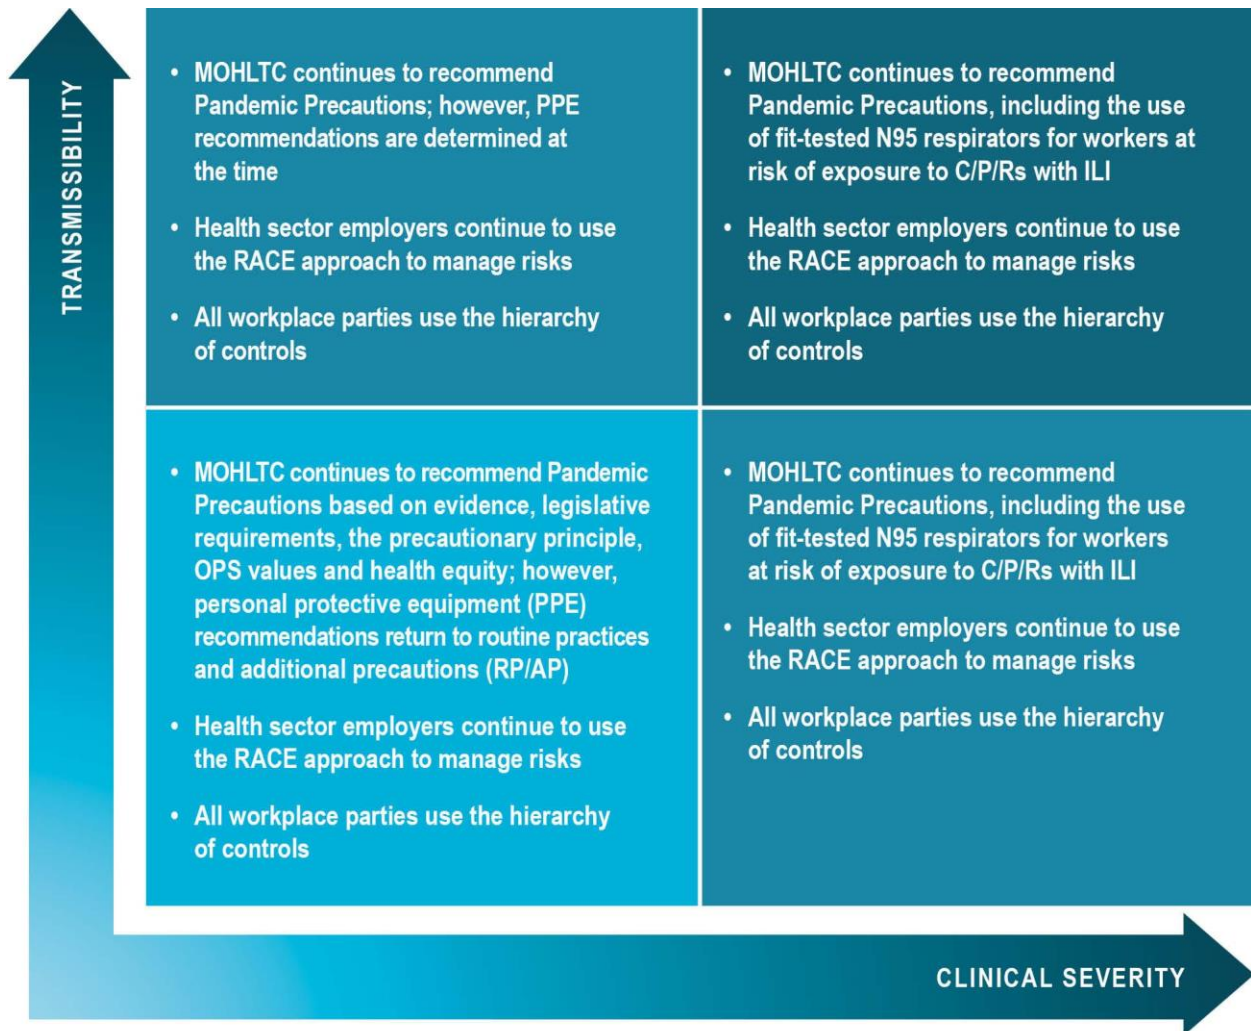 TRANSMISSIBILITY
• MOHLTC continues to recommend
Pandemic Precautions; however, PPE
recommendations are determined at
the time
• Health sector employers continue to use
the RACE approach to manage risks
• All workplace parties use the hierarchy
of controls
• MOHLTC continues to recommend
Pandemic Precautions, including the use
of fit-tested N95 respirators for workers at
risk of exposure to C/P/Rs with ILI
• Health sector employers continue to use
the RACE approach to manage risks
• All workplace parties use the hierarchy
of controls
• MOHLTC continues to recommend Pandemic
Precautions based on evidence, legislative
requirements, the precautionary principle,
OPS values and health equity; however,
personal protective equipment (PPE)
recommendations return to routine practices
and additional precautions (RP/AP)
• Health sector employers continue to use
the RACE approach to manage risks
• All workplace parties use the hierarchy
of controls
• MOHLTC continues to recommend
Pandemic Precautions, including the use
of fit-tested N95 respirators for workers
at risk of exposure to C/P/Rs with ILI
• Health sector employers continue to use
the RACE approach to manage risks
• All workplace parties use the hierarchy
of controls
CLINICAL SEVERITY